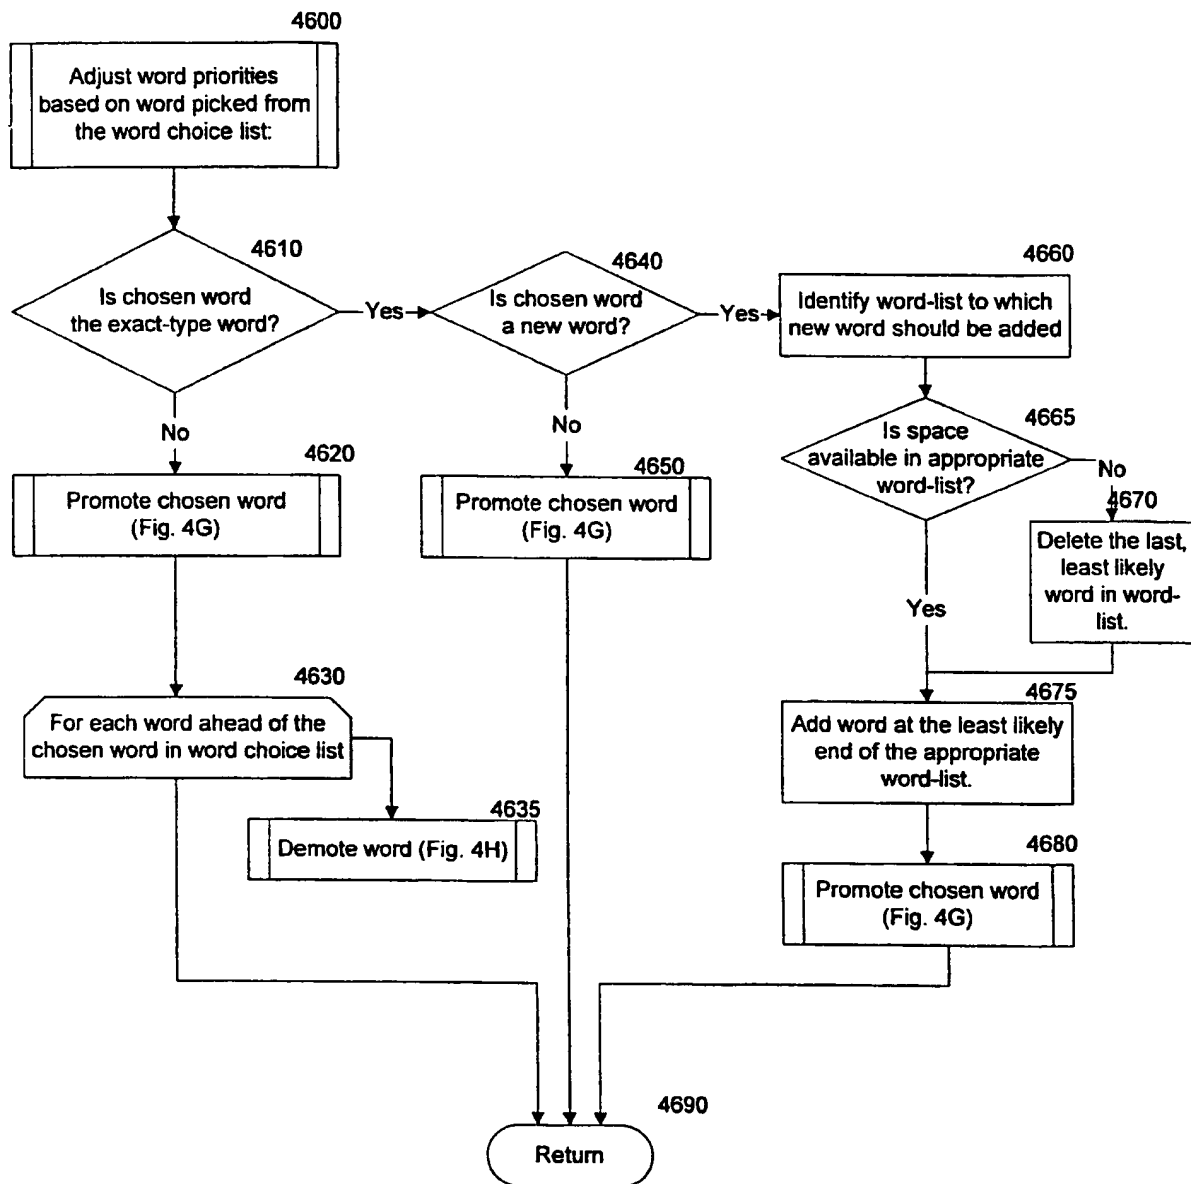 4600
Adjust word priorities
based on word picked from
the word choice list:
4610
Is chosen word
the exact-type word?
Yes
No
4640
Is chosen word
a new word?
Yes
No
4660
Identify word-list to which
new word should be added
4665
Is space
available in appropriate
word-list?
No
Yes
4670
Delete the last,
least likely
word in word-
list.
4620
Promote chosen word
(Fig. 4G)
4650
Promote chosen word
(Fig. 4G)
4630
For each word ahead of the
chosen word in word choice list
4635
Demote word (Fig. 4H)
4675
Add word at the least likely
end of the appropriate
word-list.
4680
Promote chosen word
(Fig. 4G)
4690
Return